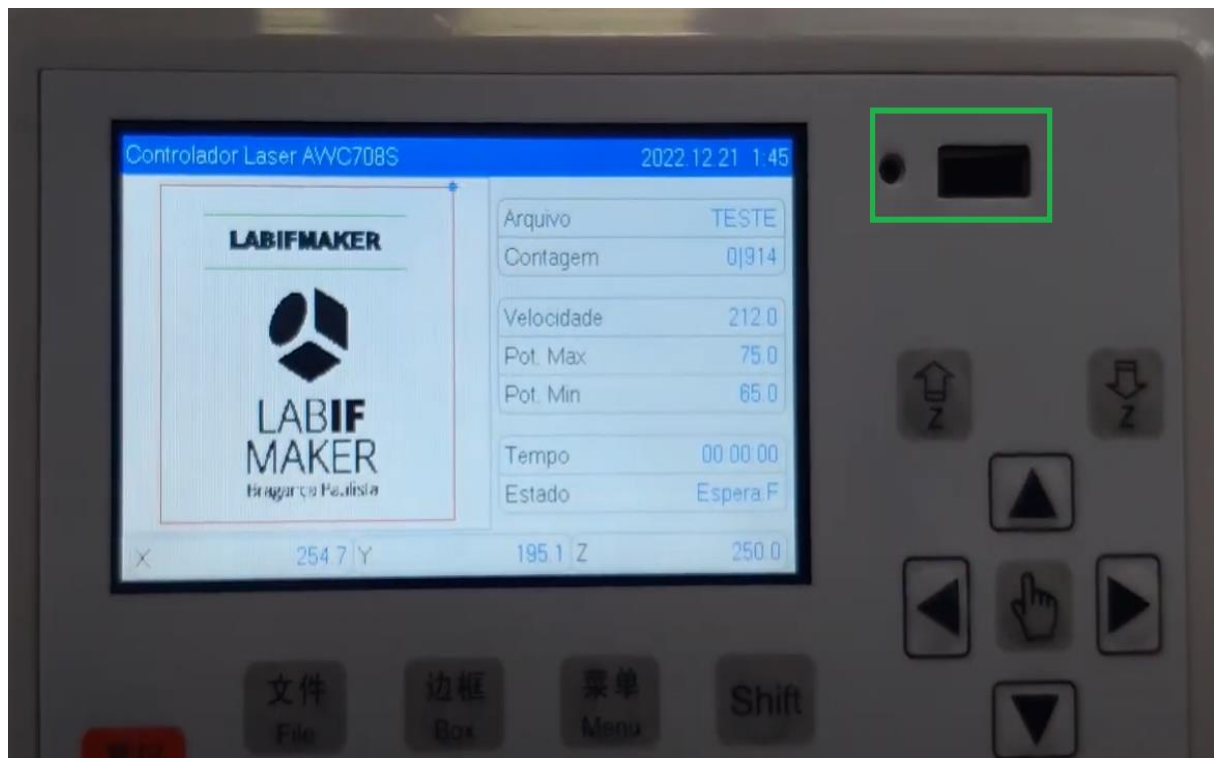 Controlador Laser AWC708S 2022.12.21 1:45
LABIFMAKER
LABIF
MAKER
Bragança Paulista
Arquivo TESTE
Contagem 0|914
Velocidade 212.0
Pot. Max 75.0
Pot. Min 65.0
Tempo 00:00:00
Estado Espera:F
X 254.7 Y 195.1 Z 250.0
Z Z
文件 边框 菜单 Shift
File Box Menu